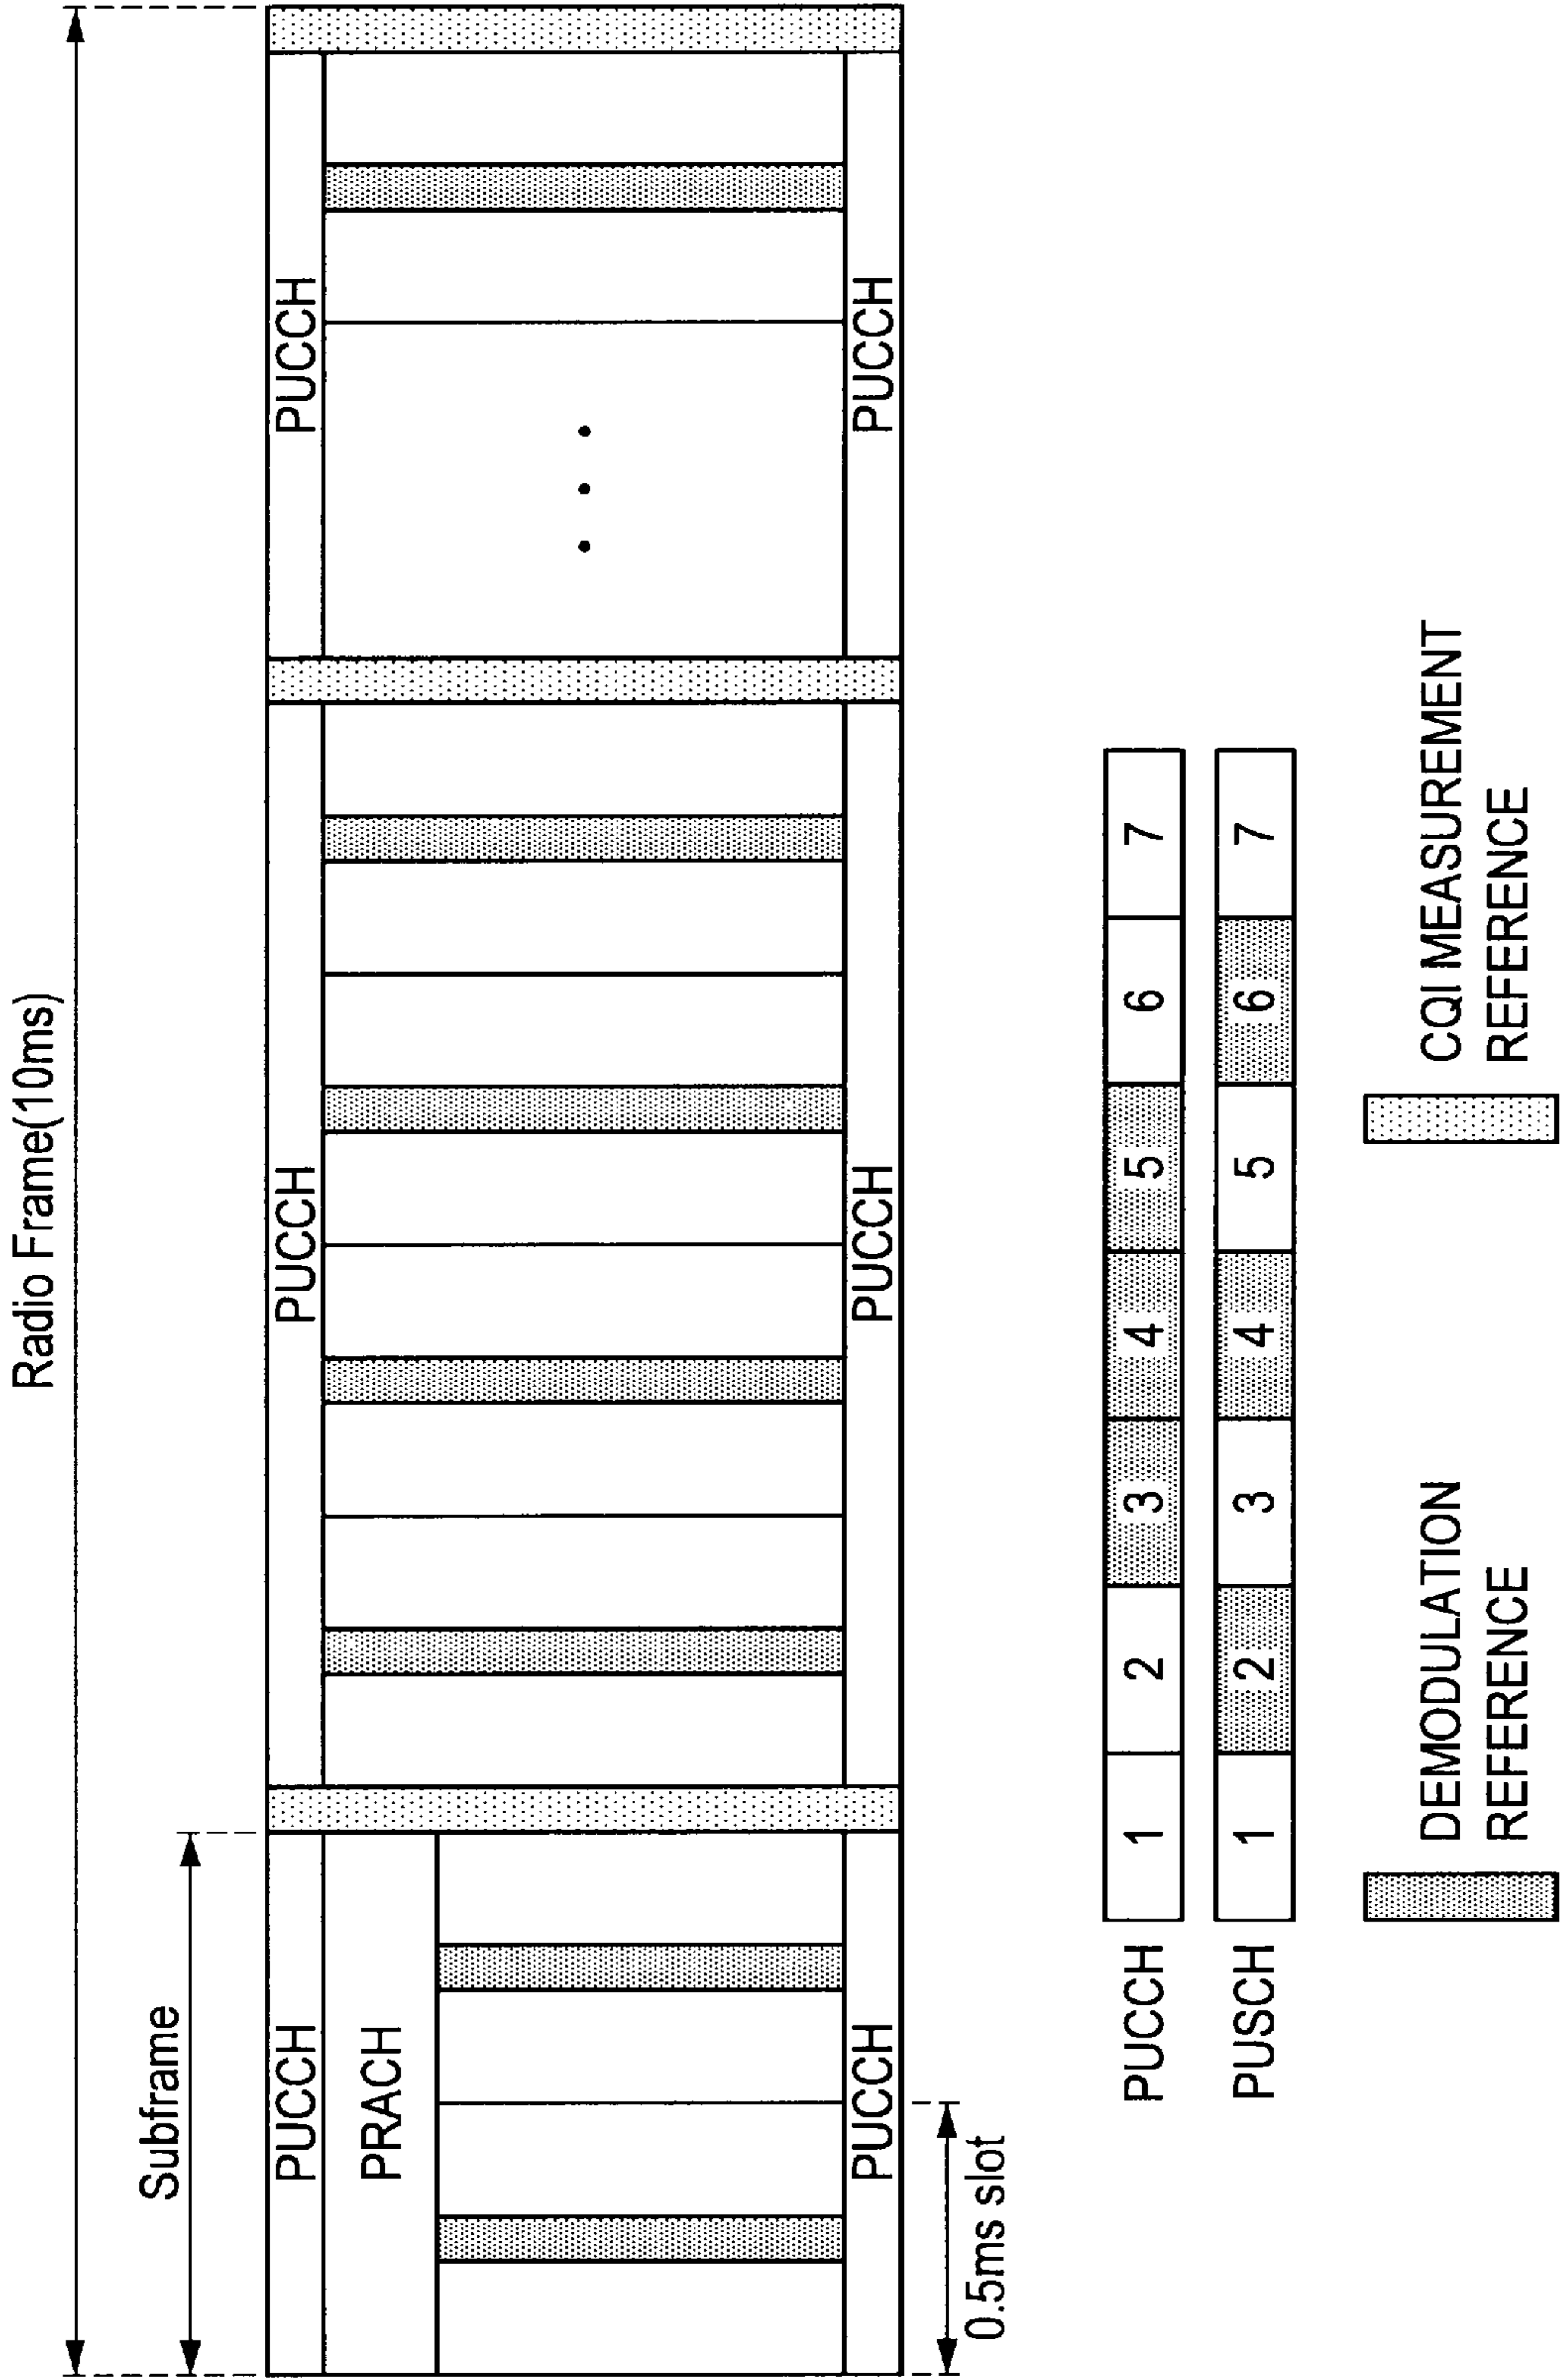 Radio Frame(10ms)
Subframe
PUCCH
PUCCH
PUCCH
PRACH
PUCCH
PUCCH
PUCCH
0.5ms slot
PUCCH 1 2 3 4 5 6 7
PUSCH 1 2 3 4 5 6 7
DEMODULATION
REFERENCE
CQI MEASUREMENT
REFERENCE